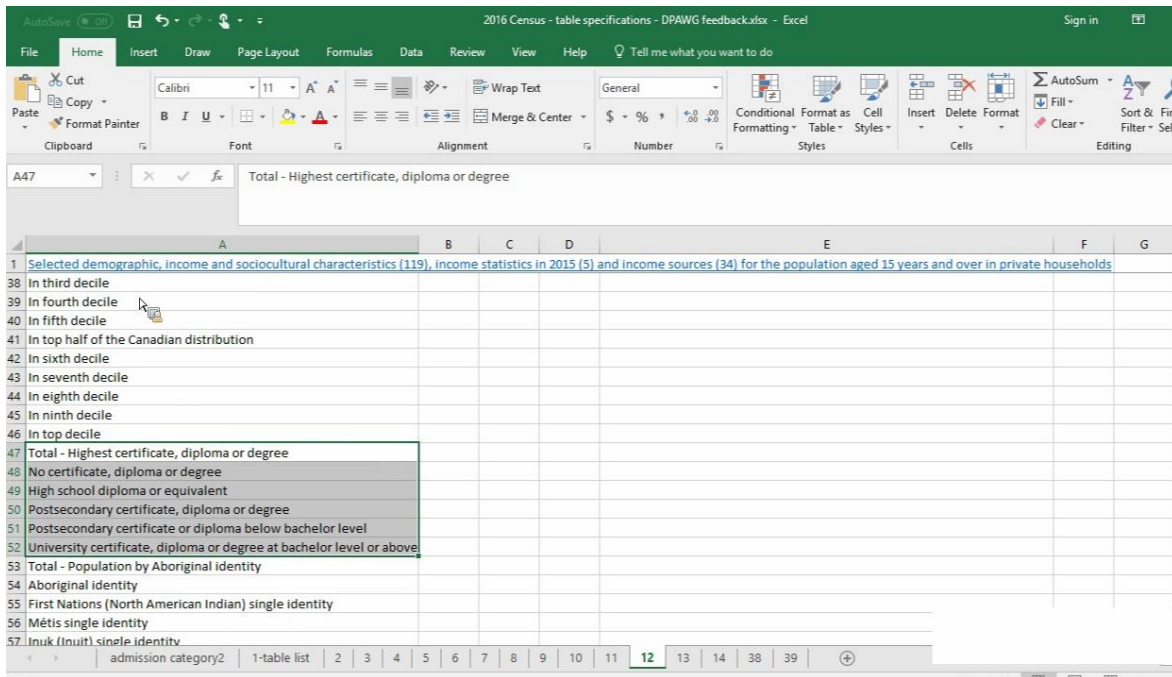 AutoSave Off 2016 Census - table specifications - DPAWG feedback.xlsx - Excel Sign in
File Home Insert Draw Page Layout Formulas Data Review View Help Tell me what you want to do
Paste Cut Copy Format Painter Clipboard
Calibri 11 A A B I U A Font
Wrap Text Merge & Center Alignment
General $ % , Number
Conditional Formatting Format as Table Cell Styles Styles
Insert Delete Format Cells
AutoSum Fill Clear Sort & Filter Editing
A47 fx Total - Highest certificate, diploma or degree
A B C D E F G
1 Selected demographic, income and sociocultural characteristics (119), income statistics in 2015 (5) and income sources (34) for the population aged 15 years and over in private households
38 In third decile
39 In fourth decile
40 In fifth decile
41 In top half of the Canadian distribution
42 In sixth decile
43 In seventh decile
44 In eighth decile
45 In ninth decile
46 In top decile
47 Total - Highest certificate, diploma or degree
48 No certificate, diploma or degree
49 High school diploma or equivalent
50 Postsecondary certificate, diploma or degree
51 Postsecondary certificate or diploma below bachelor level
52 University certificate, diploma or degree at bachelor level or above
53 Total - Population by Aboriginal identity
54 Aboriginal identity
55 First Nations (North American Indian) single identity
56 Métis single identity
57 Inuk (Inuit) single identity
admission category2 1-table list 2 3 4 5 6 7 8 9 10 11 12 13 14 38 39